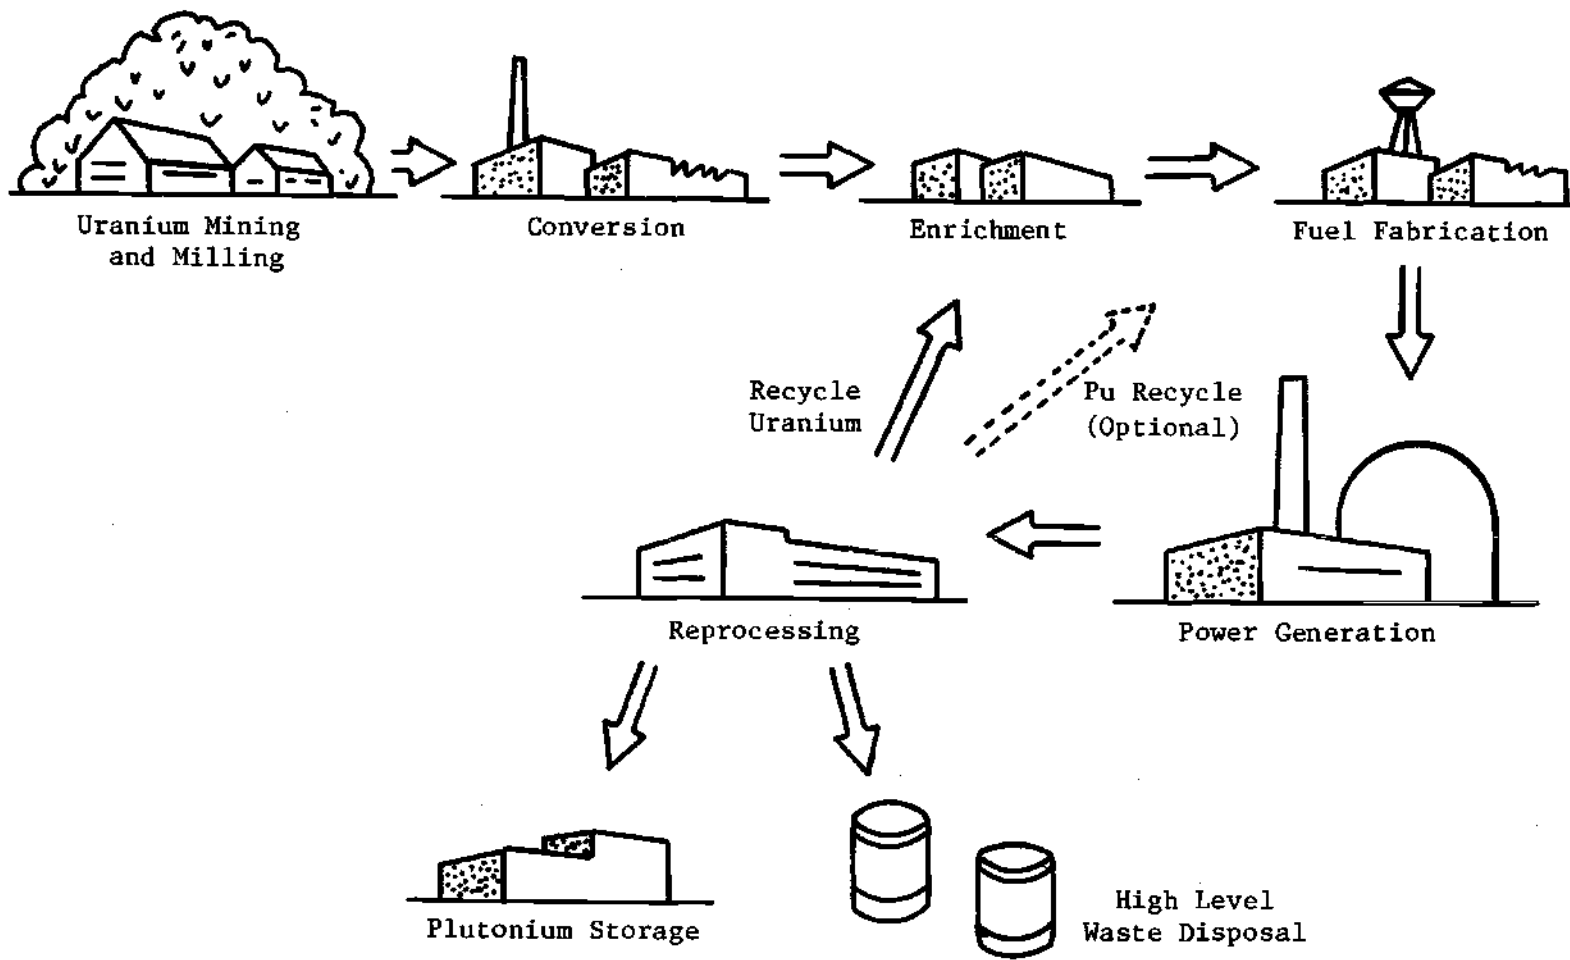 Uranium Mining
and Milling
Conversion
Enrichment
Fuel Fabrication
Recycle
Uranium
Pu Recycle
(Optional)
Reprocessing
Power Generation
Plutonium Storage
High Level
Waste Disposal